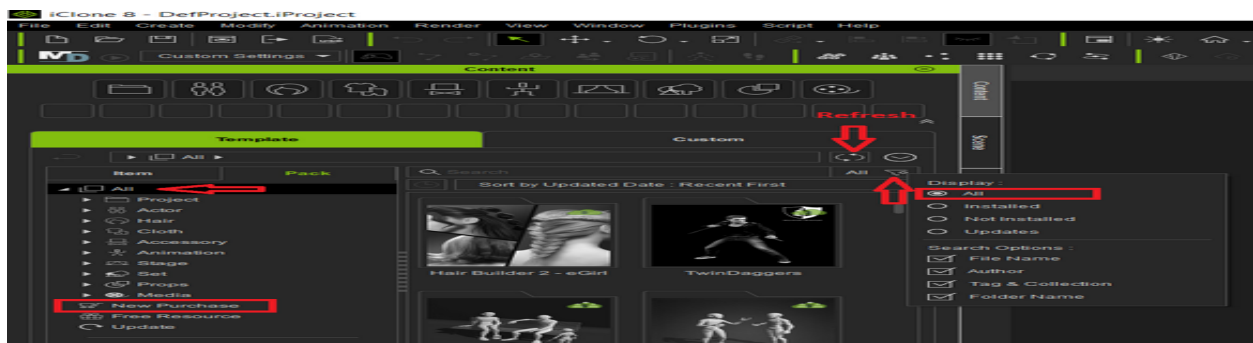 iClone 8 - DefProject.iProject
File Edit Create Modify Animation Render View Window Plugins Script Help
MD Custom Settings
Content
Content
Refresh
Template Custom
Scene
All
Item Pack
Search All
All
Sort by Updated Date : Recent First
Display :
All
Project
Installed
Actor
Hair
Not Installed
Cloth
Updates
Accessory
Search Options :
Animation
File Name
Stage
Set
Hair Builder 2 - eGirl TwinDaggers
Author
Props
Tag & Collection
Media
Folder Name
New Purchase
Free Resource
Update